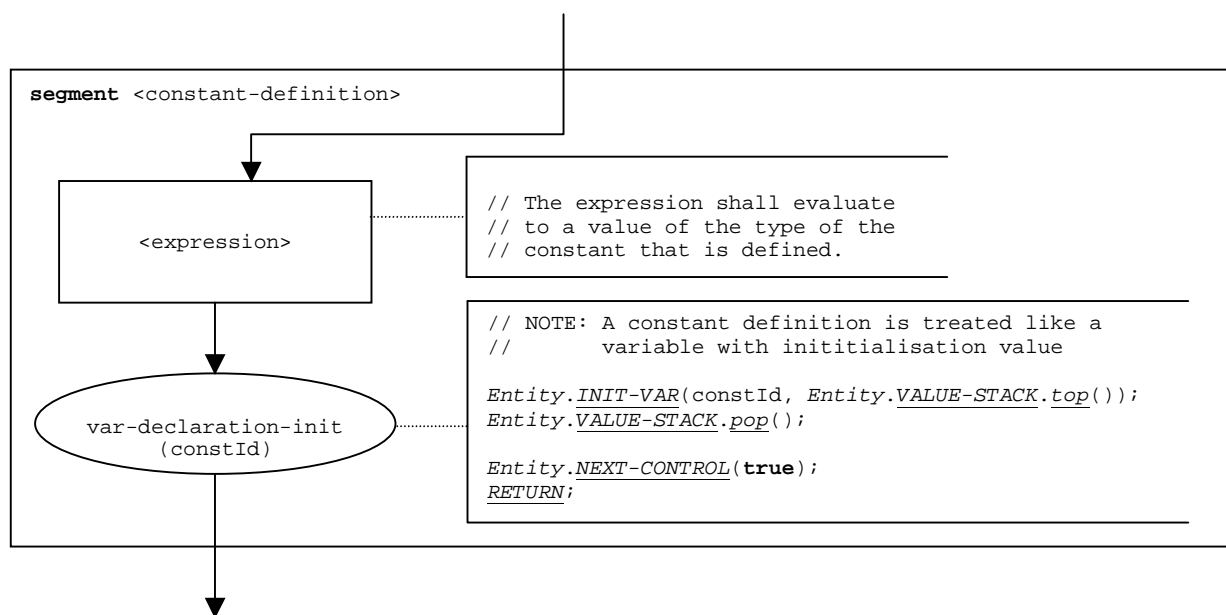 segment <constant-definition>
<expression>
// The expression shall evaluate
// to a value of the type of the
// constant that is defined.
var-declaration-init
(constId)
// NOTE: A constant definition is treated like a
//       variable with inititialisation value
Entity.INIT-VAR(constId, Entity.VALUE-STACK.top());
Entity.VALUE-STACK.pop();
Entity.NEXT-CONTROL(true);
RETURN;